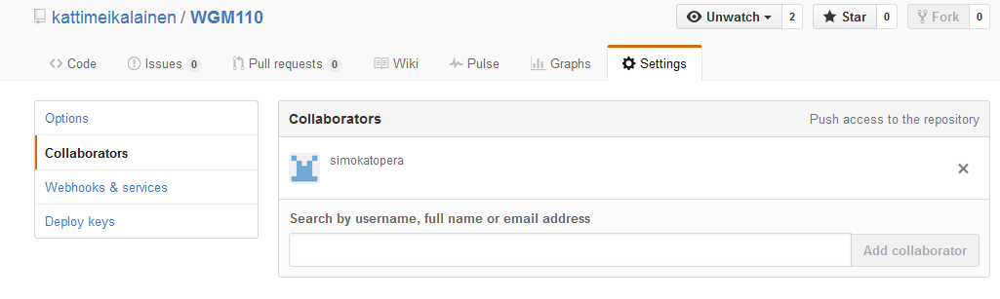 kattimeikalainen / WGM110
Unwatch 2 Star 0 Fork 0
Code Issues 0 Pull requests 0 Wiki Pulse Graphs Settings
Options
Collaborators
Webhooks & services
Deploy keys
Collaborators Push access to the repository
simokatopera
Search by username, full name or email address
Add collaborator